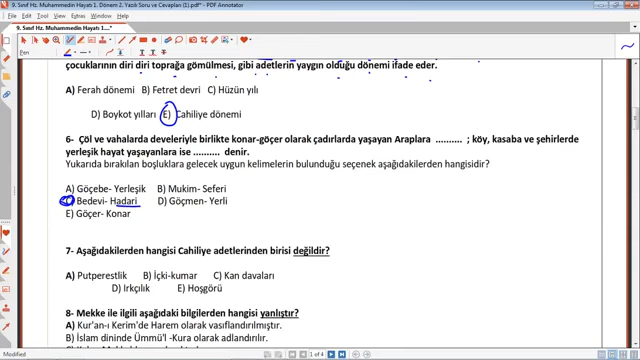 9. Sınıf Hz. Muhammedin Hayatı 1. Dönem 2. Yazılı Soru ve Cevapları (1).pdf* - PDF Annotator
File Edit View Insert Tools Window Help
Pen
9. Sınıf Hz. Muhammedin Hayatı 1....*
çocuklarının diri diri toprağa gömülmesi, gibi adetlerin yaygın olduğu dönemi ifade eder.
A) Ferah dönemi B) Fetret devri C) Hüzün yılı
D) Boykot yılları E) Cahiliye dönemi
6- Çöl ve vahalarda develeriyle birlikte konar-göçer olarak çadırlarda yaşayan Araplara .......... ; köy, kasaba ve şehirlerde
yerleşik hayat yaşayanlara ise .......... denir.
Yukarıda bırakılan boşluklara gelecek uygun kelimelerin bulunduğu seçenek aşağıdakilerden hangisidir?
A) Göçebe- Yerleşik B) Mukim- Seferi
C) Bedevi- Hadari D) Göçmen- Yerli
E) Göçer- Konar
7- Aşağıdakilerden hangisi Cahiliye adetlerinden birisi değildir?
A) Putperestlik B) İçki-kumar C) Kan davaları
D) Irkçılık E) Hoşgörü
8- Mekke ile ilgili aşağıdaki bilgilerden hangisi yanlıştır?
A) Kur'an-ı Kerim'de Harem olarak vasıflandırılmıştır.
B) İslam dininde Ümmü'l -Kura olarak adlandırılır.
Modified
1 of 4